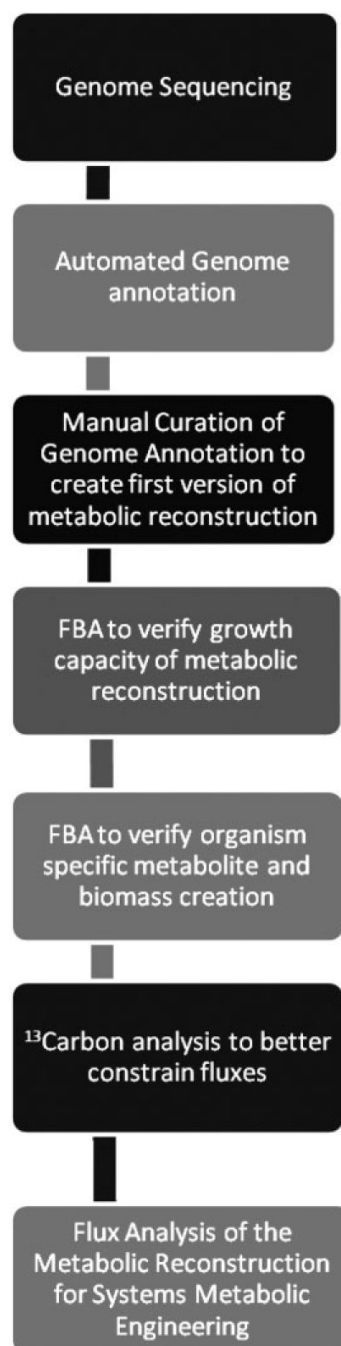 Genome Sequencing
Automated Genome
annotation
Manual Curation of
Genome Annotation to
create first version of
metabolic reconstruction
FBA to verify growth
capacity of metabolic
reconstruction
FBA to verify organism
specific metabolite and
biomass creation
¹³Carbon analysis to better
constrain fluxes
Flux Analysis of the
Metabolic Reconstruction
for Systems Metabolic
Engineering